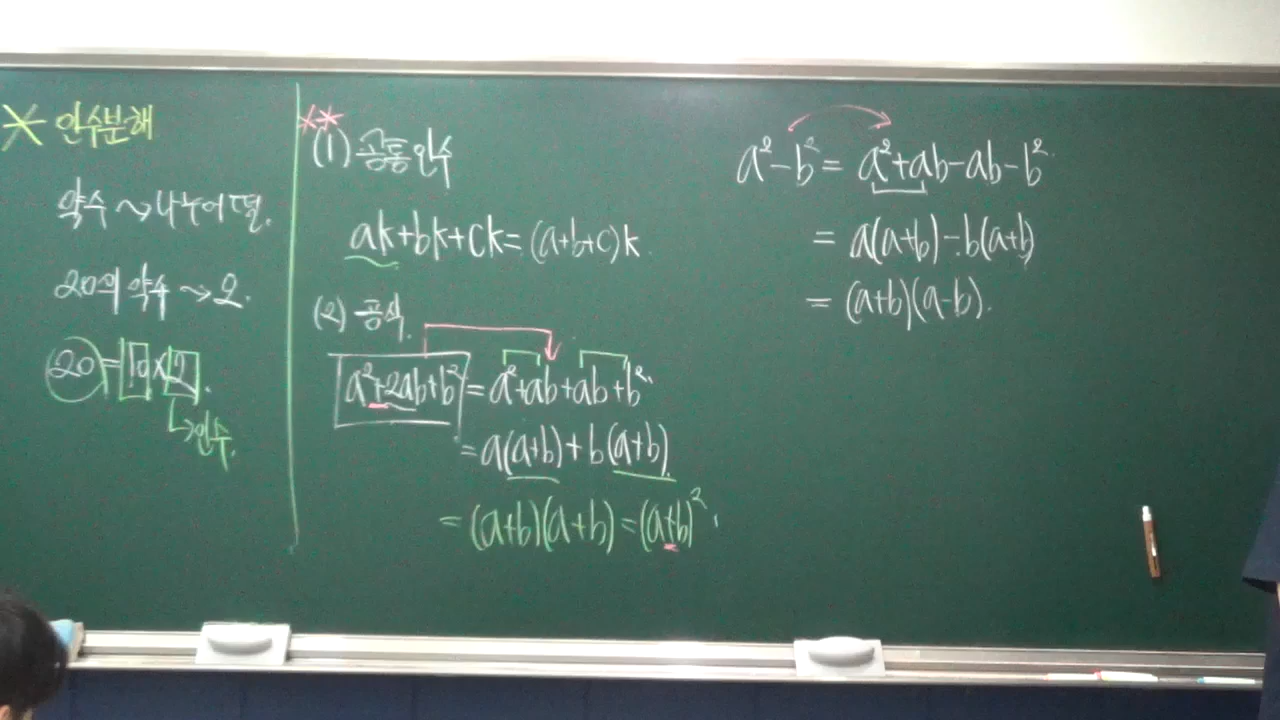 * 인수분해
약수 ~> 나누어떨.
20의 약수 ~> 2.
20=10×2.
↳인수.
**
(1) 공통인수
ak+bk+ck=(a+b+c)k
(2) 공식.
a²+2ab+b²=a²+ab+ab+b².
=a(a+b)+b(a+b).
=(a+b)(a+b)=(a+b)².
a²-b²=a²+ab-ab-b².
=a(a+b)-b(a+b)
=(a+b)(a-b).